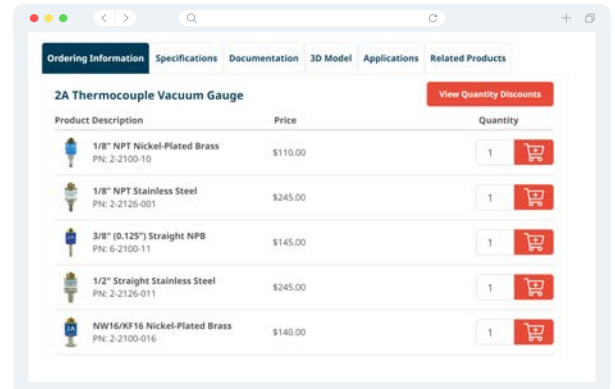 Ordering Information Specifications Documentation 3D Model Applications Related Products
2A Thermocouple Vacuum Gauge View Quantity Discounts
Product Description Price Quantity
1/8" NPT Nickel-Plated Brass
PN: 2-2100-10 $110.00 1
1/8" NPT Stainless Steel
PN: 2-2126-001 $245.00 1
3/8" (0.125") Straight NPB
PN: 6-2100-11 $145.00 1
1/2" Straight Stainless Steel
PN: 2-2126-011 $245.00 1
2A
NW16/KF16 Nickel-Plated Brass
PN: 2-2100-016 $140.00 1